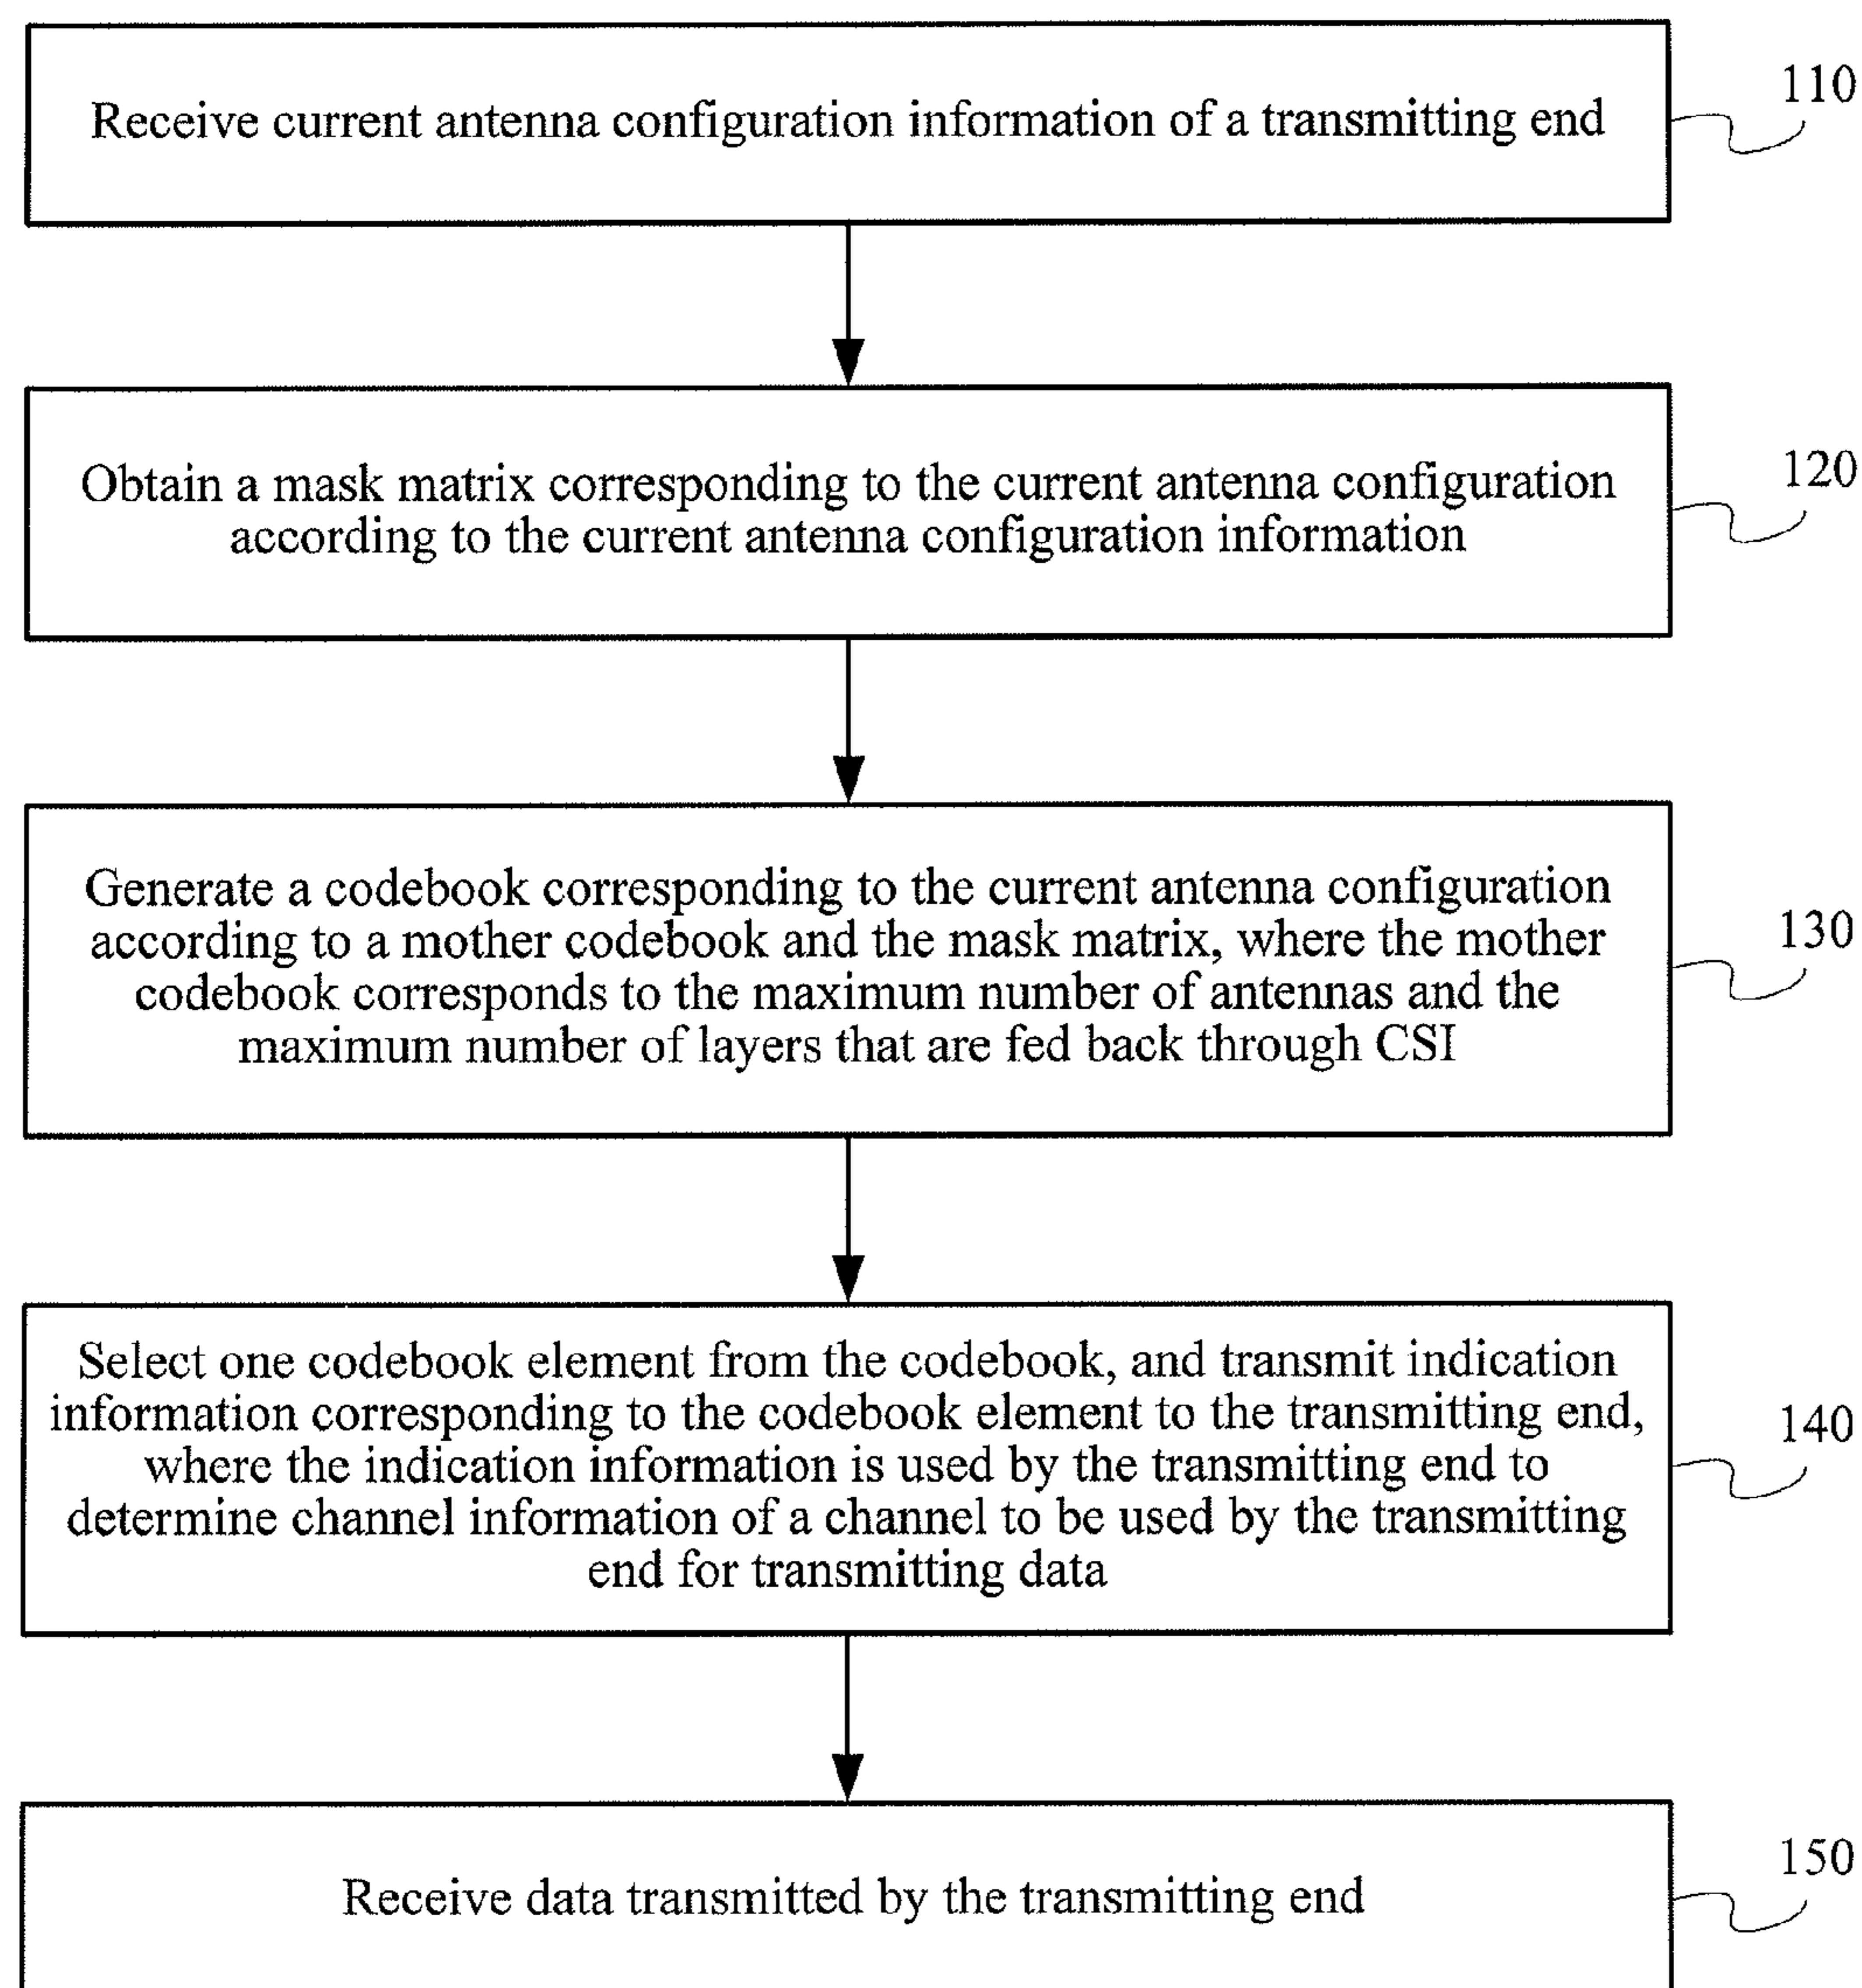 Receive current antenna configuration information of a transmitting end
110
Obtain a mask matrix corresponding to the current antenna configuration
according to the current antenna configuration information
120
Generate a codebook corresponding to the current antenna configuration
according to a mother codebook and the mask matrix, where the mother
codebook corresponds to the maximum number of antennas and the
maximum number of layers that are fed back through CSI
130
Select one codebook element from the codebook, and transmit indication
information corresponding to the codebook element to the transmitting end,
where the indication information is used by the transmitting end to
determine channel information of a channel to be used by the transmitting
end for transmitting data
140
Receive data transmitted by the transmitting end
150